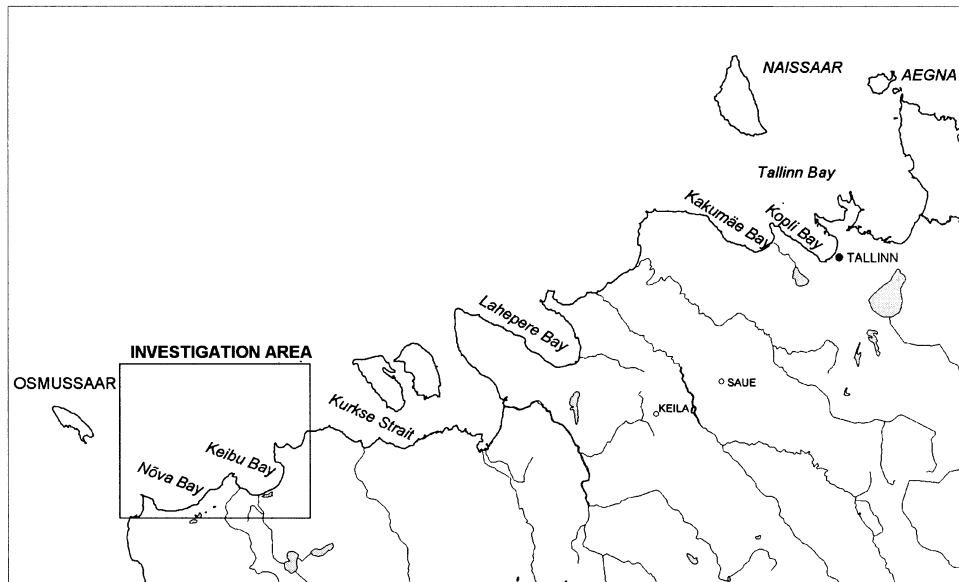 NAISSAAR
AEGNA
Tallinn Bay
Kakumäe Bay
Kopli Bay
TALLINN
Lahepere Bay
INVESTIGATION AREA
OSMUSSAAR
SAUE
KEILA
Kurkse Strait
Keibu Bay
Nõva Bay